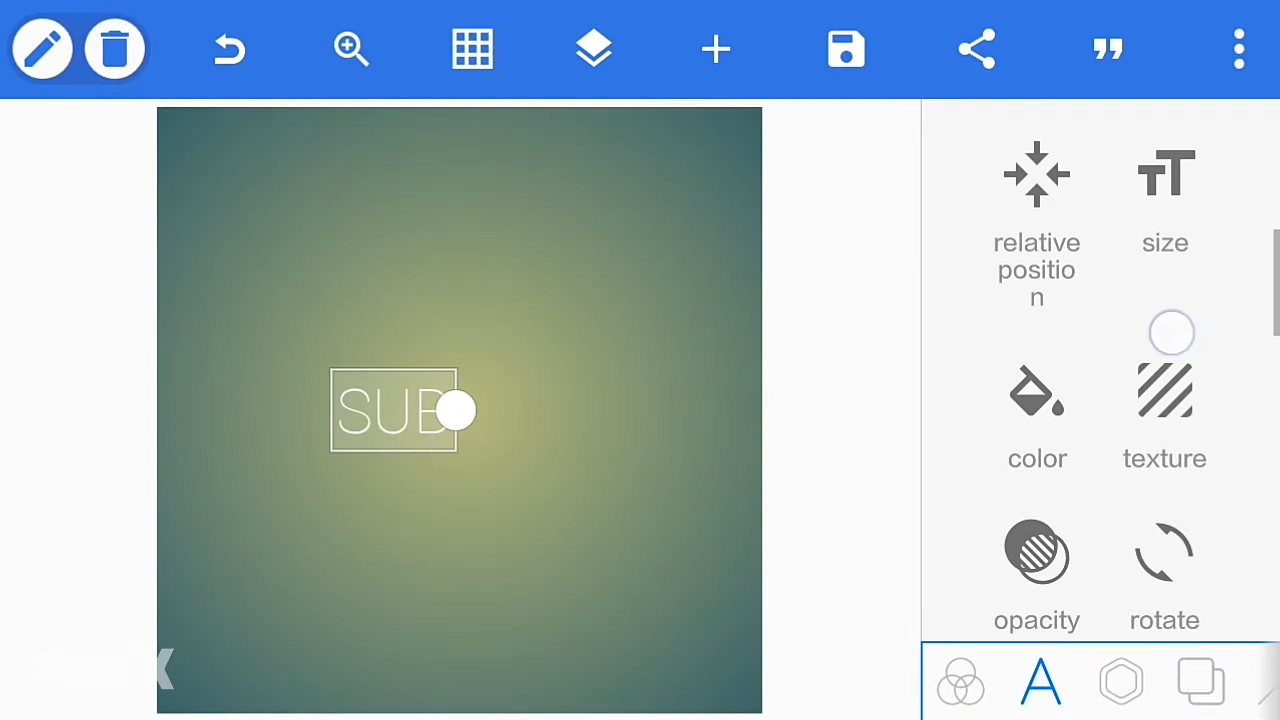 relative
positio
n
size
SUB
color
texture
opacity
rotate